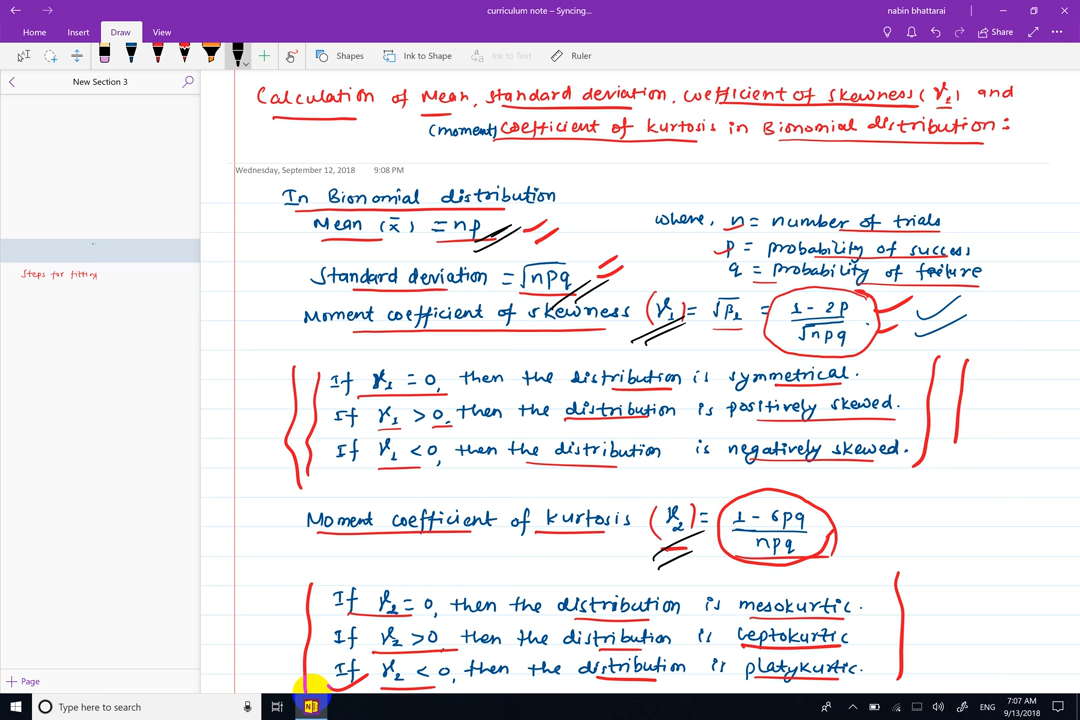 curriculum note - Syncing...
nabin bhattarai
Home Insert Draw View
Share
Shapes Ink to Shape Ink to Text Ruler
New Section 3
Calculation of Mean, standard deviation, coefficient of skewness (γ₁) and
(moment) coefficient of kurtosis in Bionomial distribution:
Wednesday, September 12, 2018 9:08 PM
In Bionomial distribution
Mean (x̄) = np
where, n = number of trials
p = probability of success
q = probability of failure
Standard deviation = √npq
Moment coefficient of skewness (γ₁) = √β₁ = (1 - 2p)/√npq
If γ₁ = 0, then the distribution is symmetrical.
If γ₁ > 0, then the distribution is positively skewed.
If γ₁ < 0, then the distribution is negatively skewed.
Moment coefficient of kurtosis (γ₂) = (1 - 6pq)/npq
If γ₂ = 0, then the distribution is mesokurtic.
If γ₂ > 0, then the distribution is leptokurtic
If γ₂ < 0, then the distribution is platykurtic.
Steps for fitting
+ Page
Type here to search
ENG
7:07 AM
9/13/2018